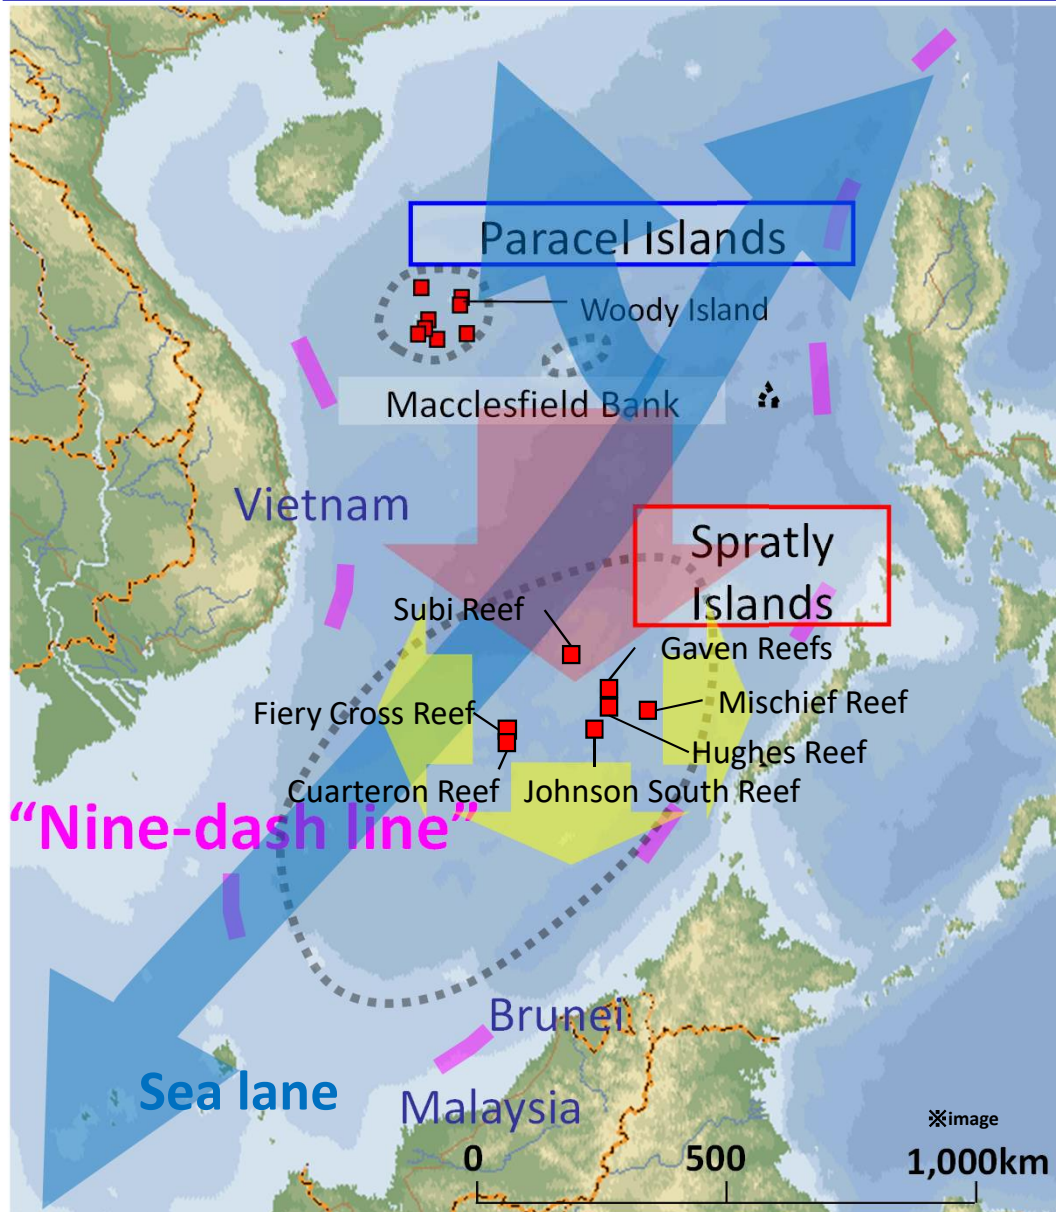 Paracel Islands
Woody Island
Macclesfield Bank
Vietnam
Spratly
Islands
Subi Reef
Gaven Reefs
Mischief Reef
Fiery Cross Reef
Hughes Reef
Cuarteron Reef
Johnson South Reef
“Nine-dash line”
Brunei
Sea lane
Malaysia
※image
0
500
1,000km